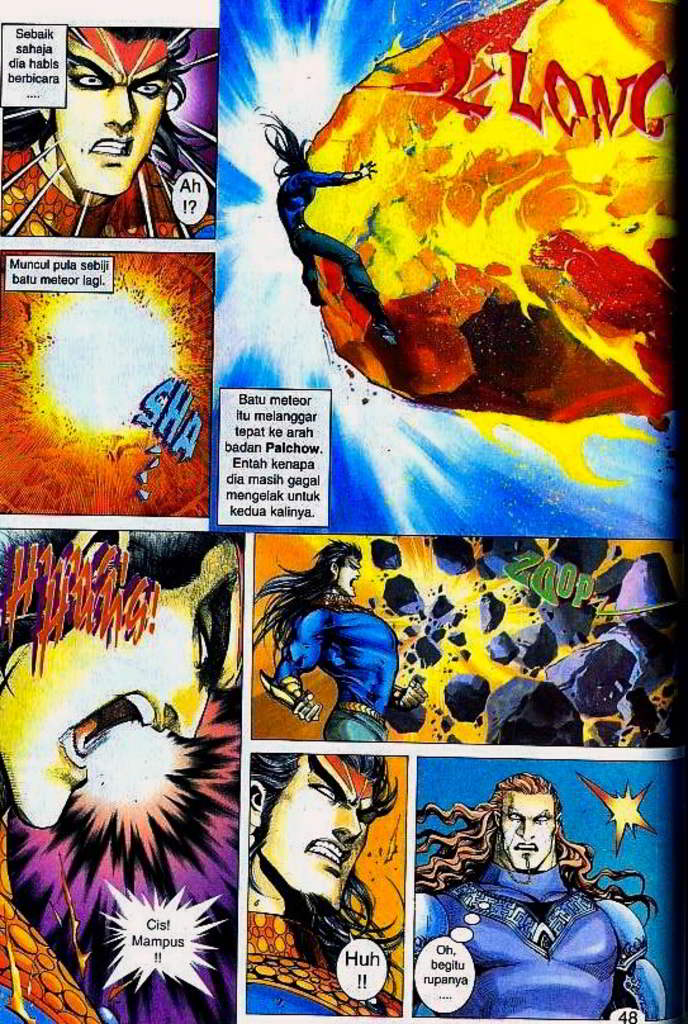 Sebaik
sahaja
dia habis
berbicara
....
Ah
!?
KLONG
Muncul pula sebiji
batu meteor lagi.
SHA
Batu meteor
itu melanggar
tepat ke arah
badan Palchow.
Entah kenapa
dia masih gagal
mengelak untuk
kedua kalinya.
Cis!
Mampus
!!
ZOOP
Huh
!!
Oh,
begitu
rupanya
....
48